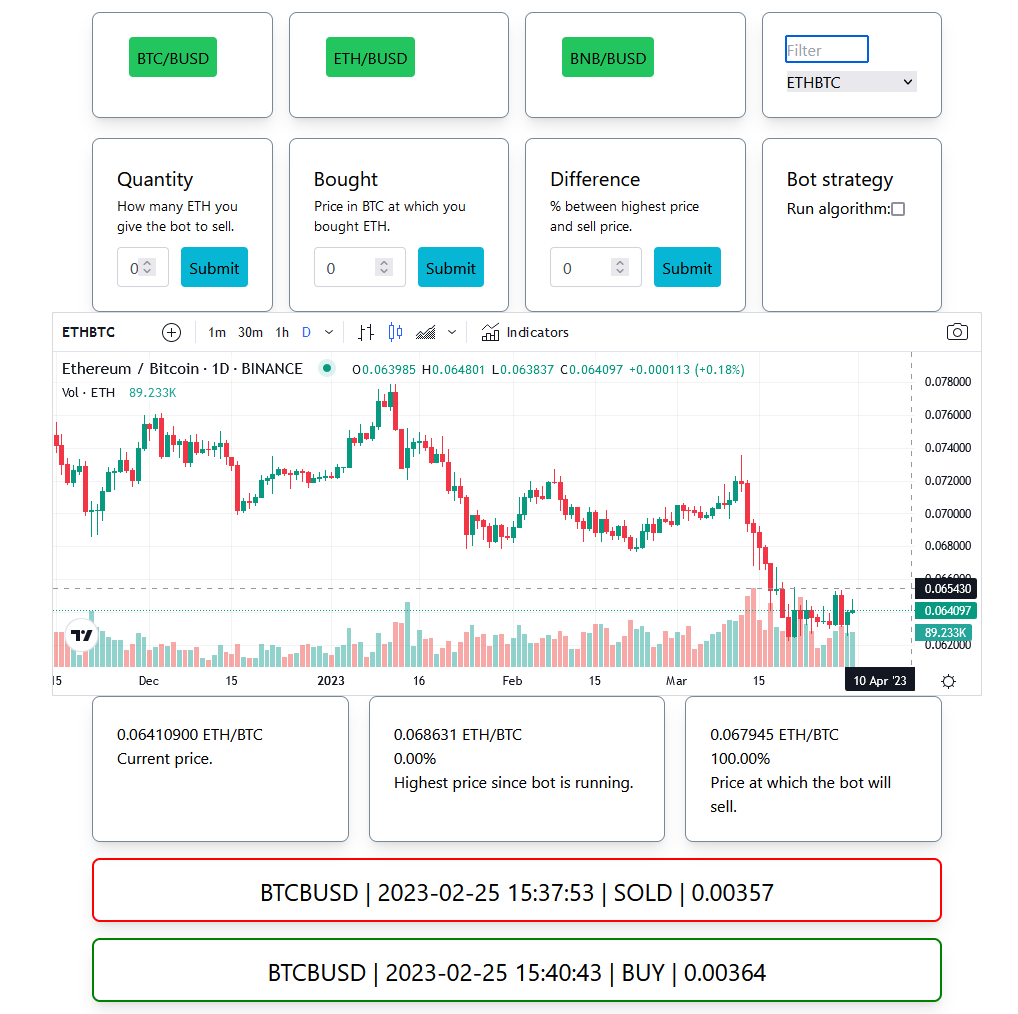 BTC/BUSD
ETH/BUSD
BNB/BUSD
Filter
ETHBTC
Quantity
How many ETH you
give the bot to sell.
0
Submit
Bought
Price in BTC at which you
bought ETH.
0
Submit
Difference
% between highest price
and sell price.
0
Submit
Bot strategy
Run algorithm:
ETHBTC 1m 30m 1h D Indicators
Ethereum / Bitcoin · 1D · BINANCE O0.063985 H0.064801 L0.063837 C0.064097 +0.000113 (+0.18%)
Vol · ETH 89.233K
0.078000
0.076000
0.074000
0.072000
0.070000
0.068000
0.066000
0.065430
0.064097
89.233K
0.062000
15 Dec 15 2023 16 Feb 15 Mar 15 10 Apr '23
0.06410900 ETH/BTC
Current price.
0.068631 ETH/BTC
0.00%
Highest price since bot is running.
0.067945 ETH/BTC
100.00%
Price at which the bot will
sell.
BTCBUSD | 2023-02-25 15:37:53 | SOLD | 0.00357
BTCBUSD | 2023-02-25 15:40:43 | BUY | 0.00364